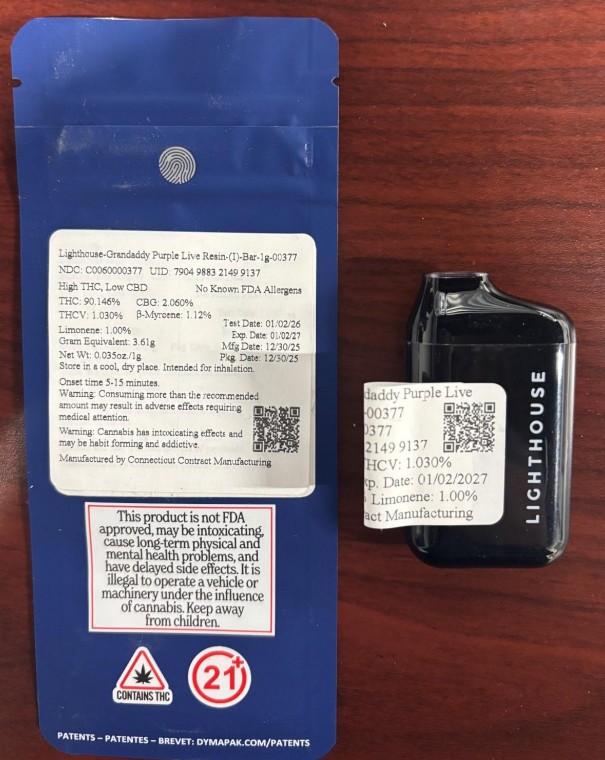 Lighthouse-Grandaddy Purple Live Resin-(I)-Bar-1g-00377
NDC: C0060000377 UID: 7904 9883 2149 9137
High THC, Low CBD No Known FDA Allergens
THC: 90.146% CBG: 2.060%
THCV: 1.030% β-Myrcene: 1.12%
Limonene: 1.00%
Gram Equivalent: 3.61g
Net Wt: 0.035oz./1g
Test Date: 01/02/26
Exp. Date: 01/02/27
Mfg Date: 12/30/25
Pkg. Date: 12/30/25
Store in a cool, dry place. Intended for inhalation.
Onset time 5-15 minutes.
Warning: Consuming more than the recommended
amount may result in adverse effects requiring
medical attention.
Warning: Cannabis has intoxicating effects and
may be habit forming and addictive.
Manufactured by Connecticut Contract Manufacturing
This product is not FDA
approved, may be intoxicating,
cause long-term physical and
mental health problems, and
have delayed side effects. It is
illegal to operate a vehicle or
machinery under the influence
of cannabis. Keep away
from children.
CONTAINS THC
21+
PATENTS – PATENTES – BREVET: DYMAPAK.COM/PATENTS
daddy Purple Live
-00377
0377
2149 9137
THCV: 1.030%
xp. Date: 01/02/2027
Limonene: 1.00%
act Manufacturing
LIGHTHOUSE